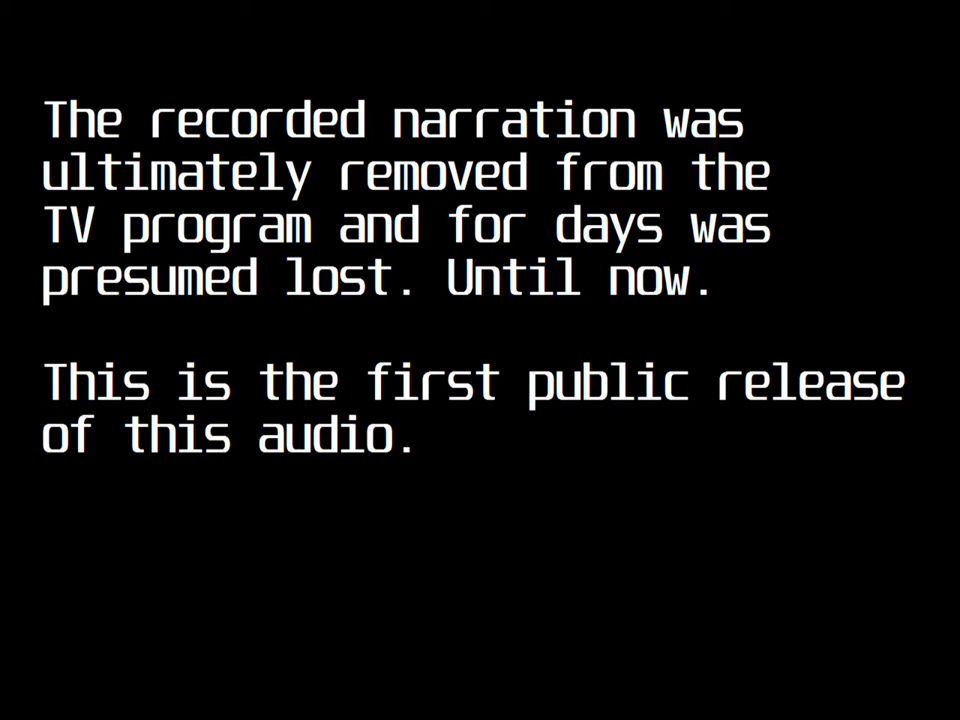 The recorded narration was
ultimately removed from the
TV program and for days was
presumed lost. Until now.
This is the first public release
of this audio.